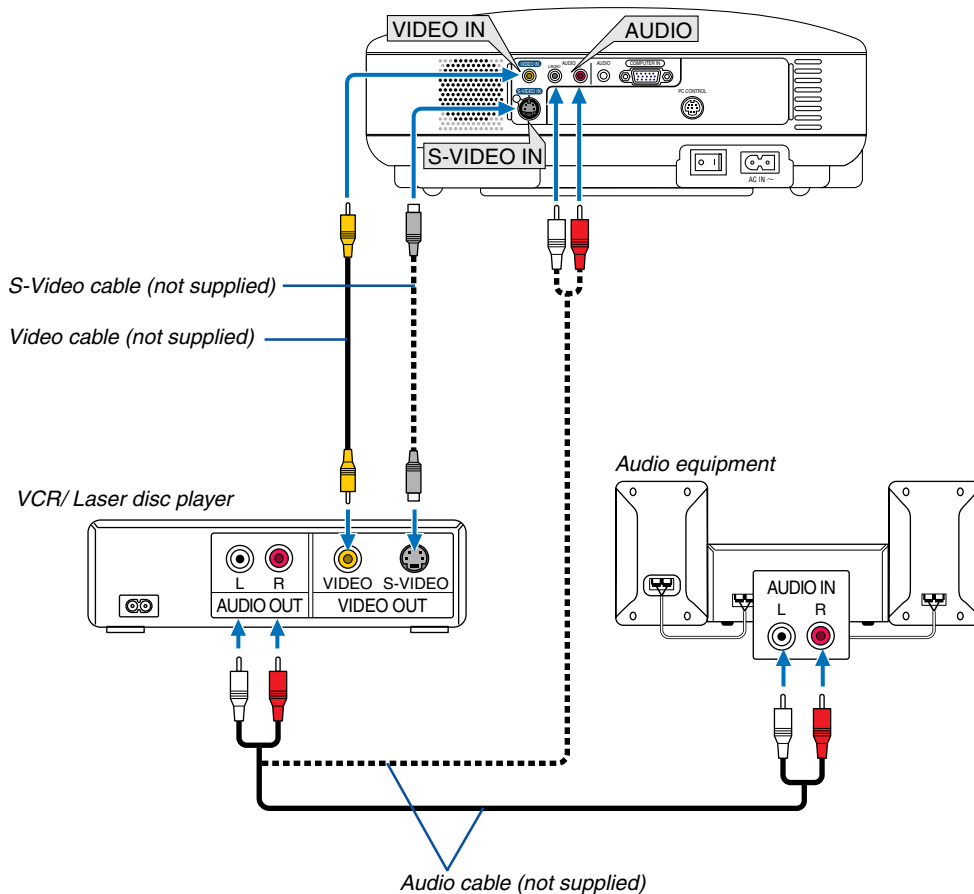 VIDEO IN
AUDIO
VIDEO IN
L/MONO
AUDIO
AUDIO
COMPUTER IN
S-VIDEO IN
PC CONTROL
S-VIDEO IN
AC IN ~
S-Video cable (not supplied)
Video cable (not supplied)
Audio equipment
VCR/ Laser disc player
L R VIDEO S-VIDEO
AUDIO OUT VIDEO OUT
AUDIO IN
L R
Audio cable (not supplied)